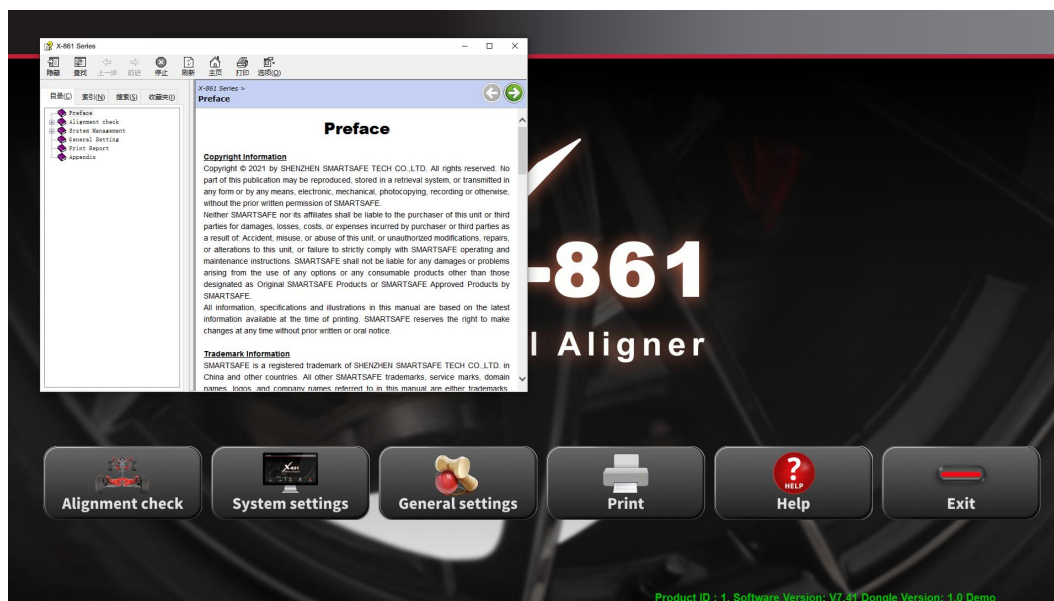 X-861 Series
隐藏 查找 上一步 前进 停止 刷新 主页 打印 选项(O)
目录(C) 索引(N) 搜索(S) 收藏夹(I)
Preface
Alignment check
System Management
General Setting
Print Report
Appendix
X-861 Series >
Preface
Preface
Copyright Information
Copyright © 2021 by SHENZHEN SMARTSAFE TECH CO.,LTD. All rights reserved. No
part of this publication may be reproduced, stored in a retrieval system, or transmitted in
any form or by any means, electronic, mechanical, photocopying, recording or otherwise,
without the prior written permission of SMARTSAFE.
Neither SMARTSAFE nor its affiliates shall be liable to the purchaser of this unit or third
parties for damages, losses, costs, or expenses incurred by purchaser or third parties as
a result of: Accident, misuse, or abuse of this unit, or unauthorized modifications, repairs,
or alterations to this unit, or failure to strictly comply with SMARTSAFE operating and
maintenance instructions. SMARTSAFE shall not be liable for any damages or problems
arising from the use of any options or any consumable products other than those
designated as Original SMARTSAFE Products or SMARTSAFE Approved Products by
SMARTSAFE.
All information, specifications and illustrations in this manual are based on the latest
information available at the time of printing. SMARTSAFE reserves the right to make
changes at any time without prior written or oral notice.
Trademark Information
SMARTSAFE is a registered trademark of SHENZHEN SMARTSAFE TECH CO.,LTD. in
China and other countries. All other SMARTSAFE trademarks, service marks, domain
names, logos, and company names referred to in this manual are either trademarks,
-861
l Aligner
X-831
HELP
Alignment check
System settings
General settings
Print
Help
Exit
Product ID : 1, Software Version: V7.41 Dongle Version: 1.0 Demo